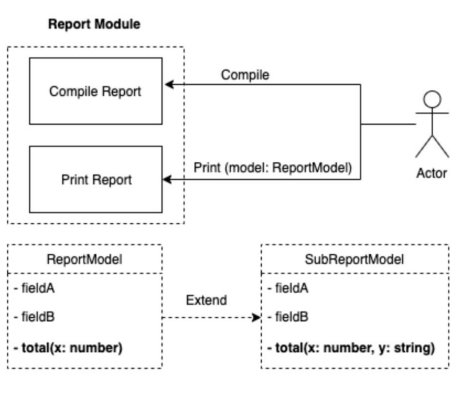 Report Module
Compile Report
Compile
Print Report
Print (model: ReportModel)
Actor
ReportModel
- fieldA
- fieldB
- total(x: number)
Extend
SubReportModel
- fieldA
- fieldB
- total(x: number, y: string)